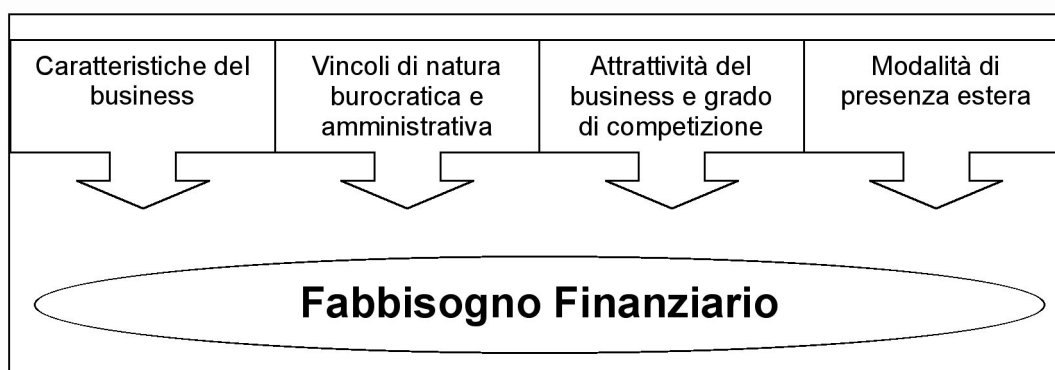 Caratteristiche del
business
Vincoli di natura
burocratica e
amministrativa
Attrattività del
business e grado
di competizione
Modalità di
presenza estera
Fabbisogno Finanziario